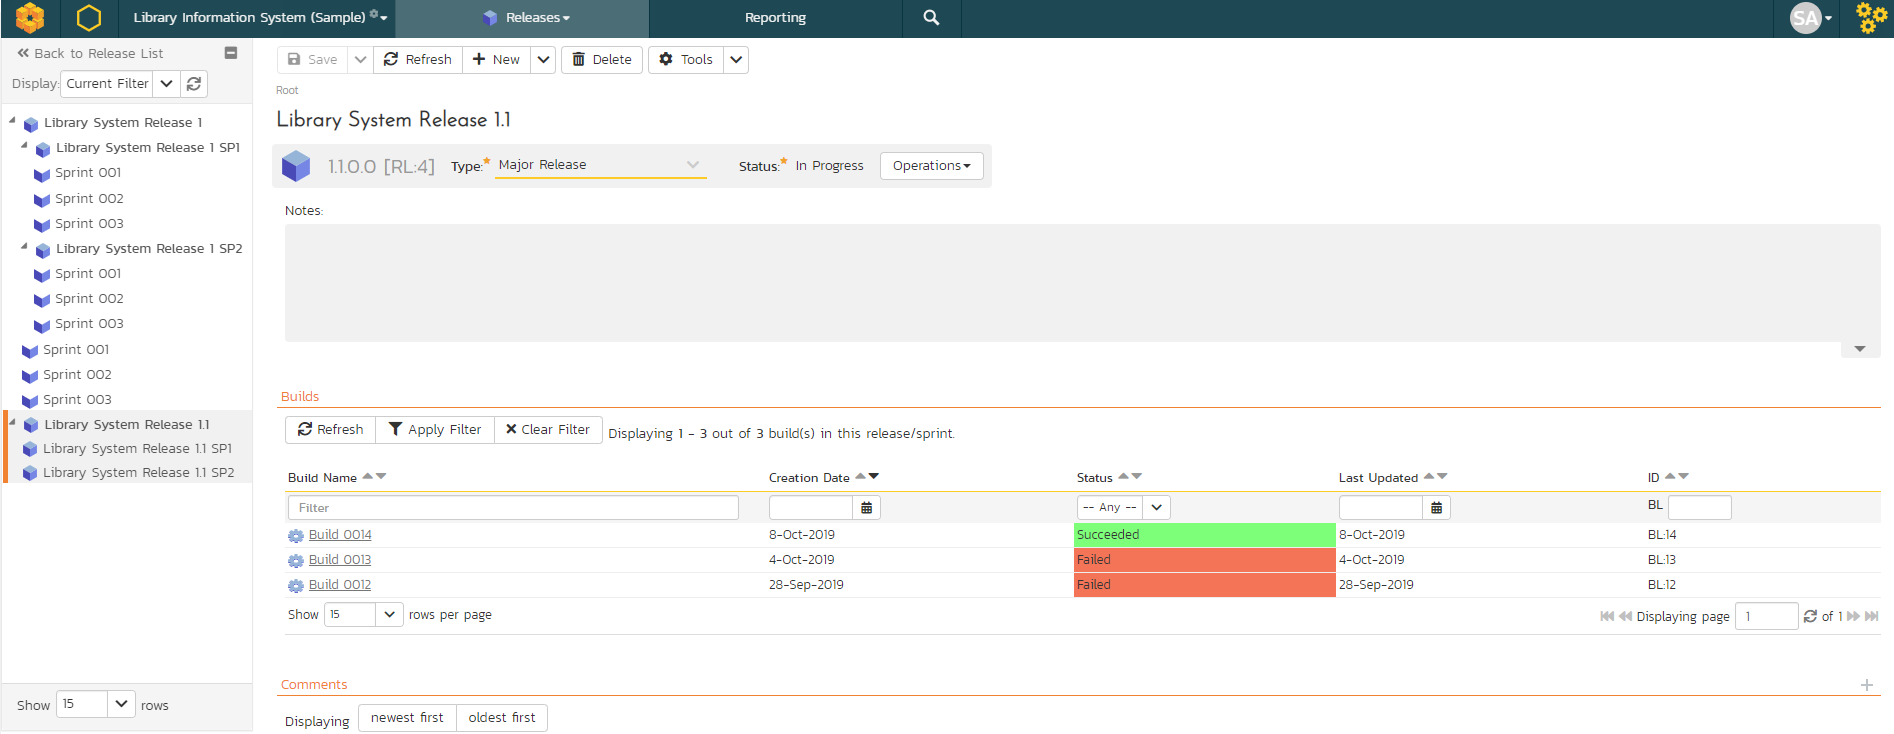 Library Information System (Sample)
Releases
Reporting
SA
Back to Release List
Display: Current Filter
Library System Release 1
Library System Release 1 SP1
Sprint 001
Sprint 002
Sprint 003
Library System Release 1 SP2
Sprint 001
Sprint 002
Sprint 003
Sprint 001
Sprint 002
Sprint 003
Library System Release 1.1
Library System Release 1.1 SP1
Library System Release 1.1 SP2
Show 15 rows
Save Refresh New Delete Tools
Root
Library System Release 1.1
1.1.0.0 [RL:4] Type: Major Release Status: In Progress Operations
Notes:
Builds
Refresh Apply Filter Clear Filter Displaying 1 - 3 out of 3 build(s) in this release/sprint.
Build Name Creation Date Status Last Updated ID
Filter -- Any -- BL
Build 0014 8-Oct-2019 Succeeded 8-Oct-2019 BL:14
Build 0013 4-Oct-2019 Failed 4-Oct-2019 BL:13
Build 0012 28-Sep-2019 Failed 28-Sep-2019 BL:12
Show 15 rows per page Displaying page 1 of 1
Comments
Displaying newest first oldest first